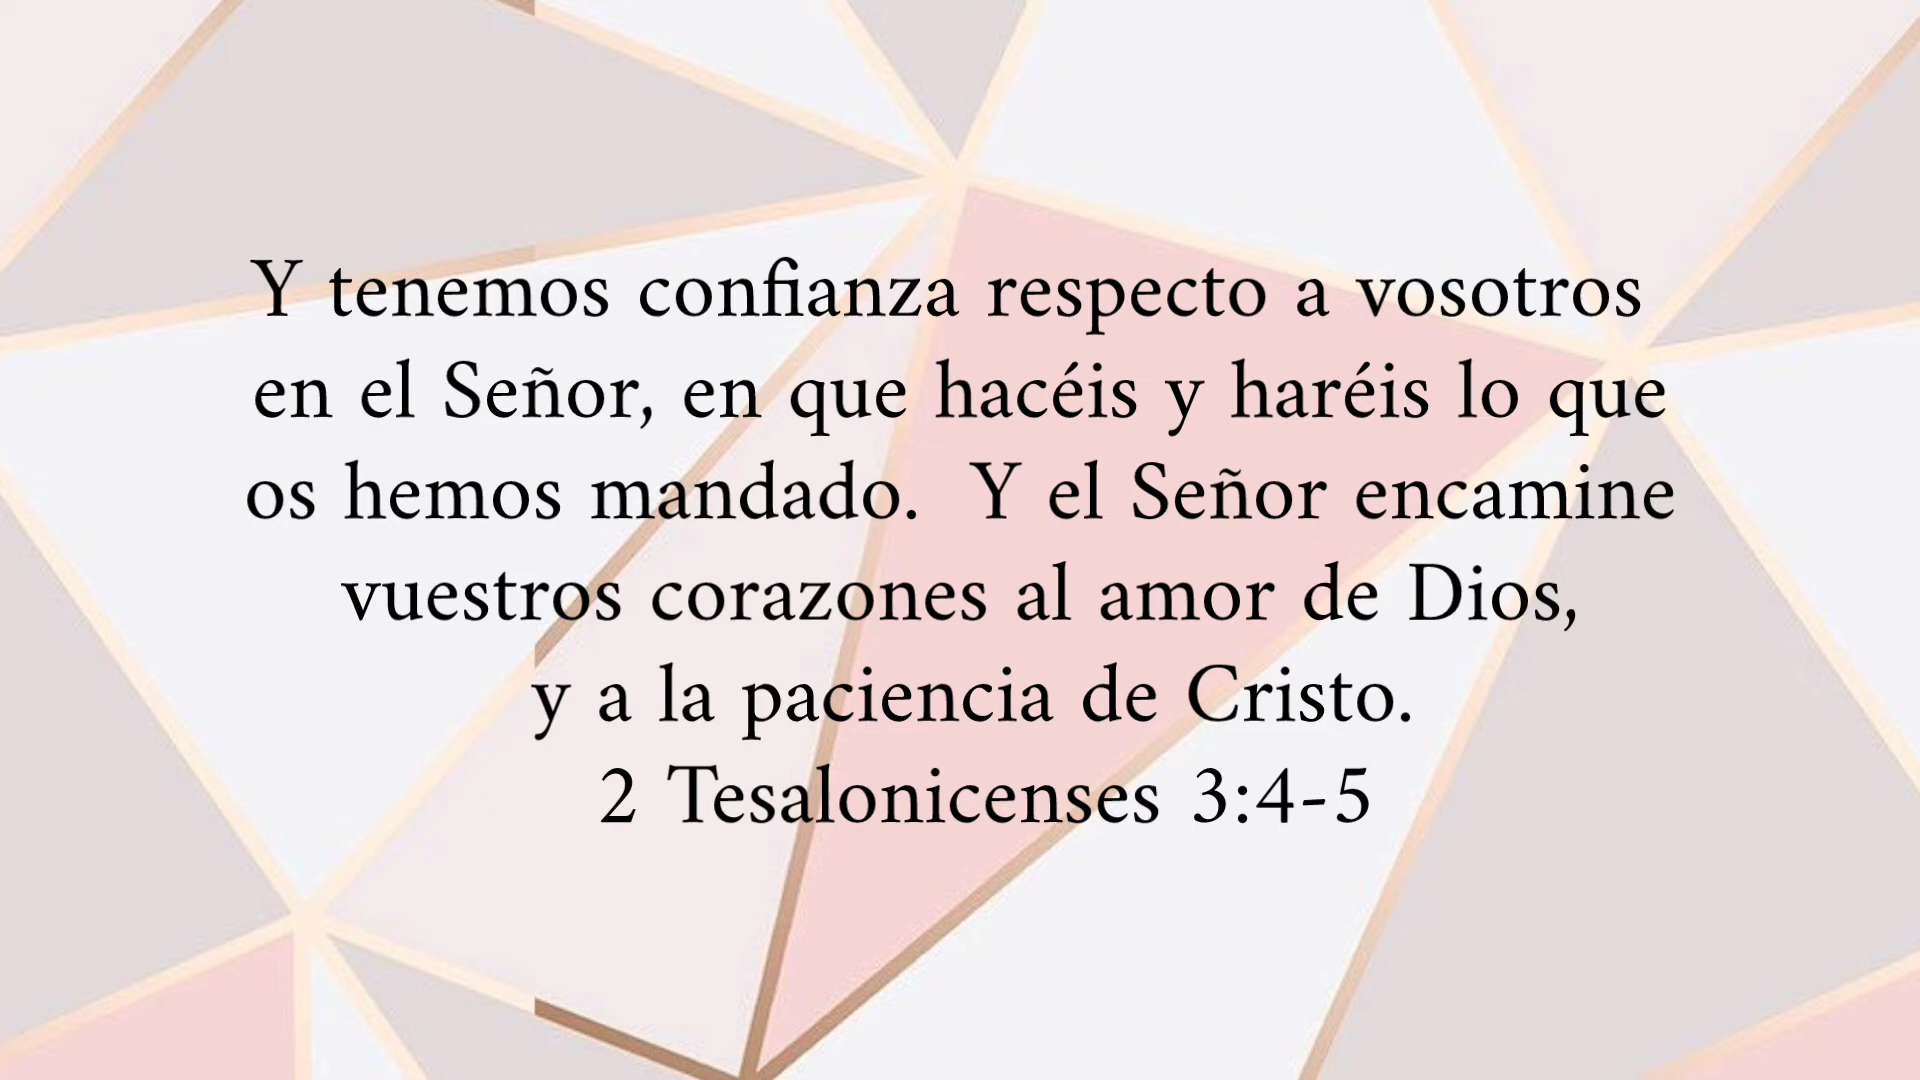 Y tenemos confianza respecto a vosotros
en el Señor, en que hacéis y haréis lo que
os hemos mandado.  Y el Señor encamine
vuestros corazones al amor de Dios,
y a la paciencia de Cristo.
2 Tesalonicenses 3:4-5